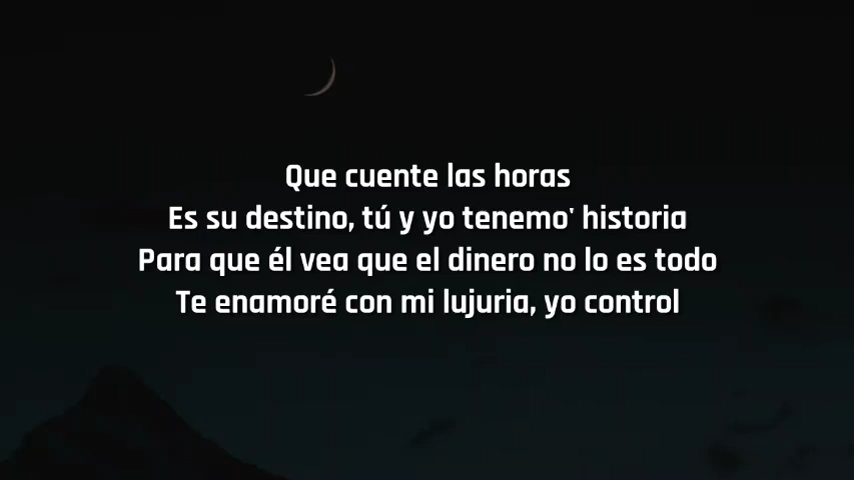 Que cuente las horas
Es su destino, tú y yo tenemo' historia
Para que él vea que el dinero no lo es todo
Te enamoré con mi lujuria, yo control